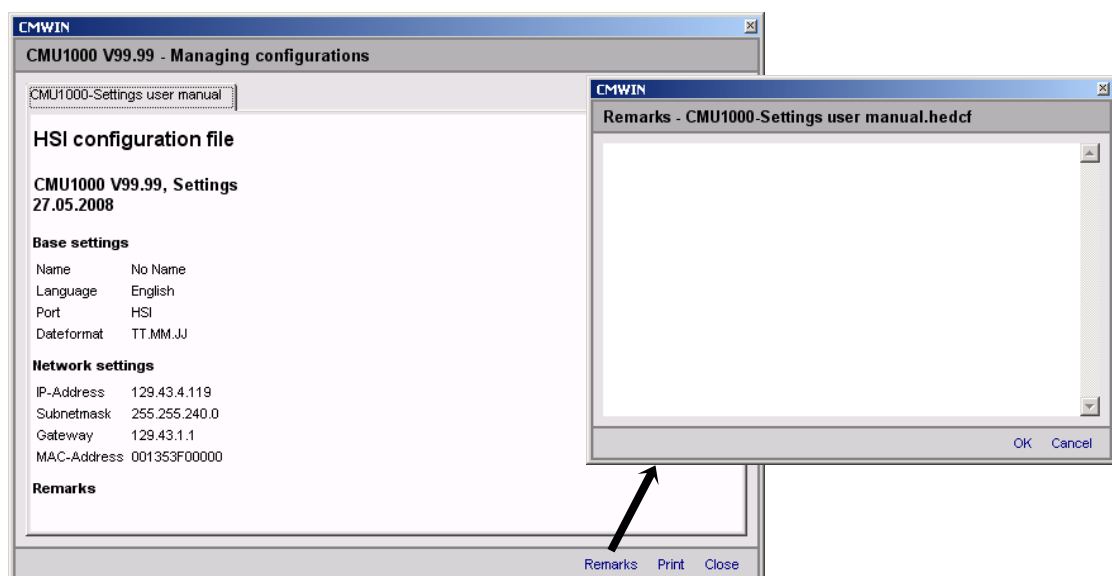 CMWIN
CMU1000 V99.99 - Managing configurations
CMU1000-Settings user manual
HSI configuration file
CMU1000 V99.99, Settings
27.05.2008
Base settings
Name No Name
Language English
Port HSI
Dateformat TT.MM.JJ
Network settings
IP-Address 129.43.4.119
Subnetmask 255.255.240.0
Gateway 129.43.1.1
MAC-Address 001353F00000
Remarks
Remarks Print Close
CMWIN
Remarks - CMU1000-Settings user manual.hedcf
OK Cancel